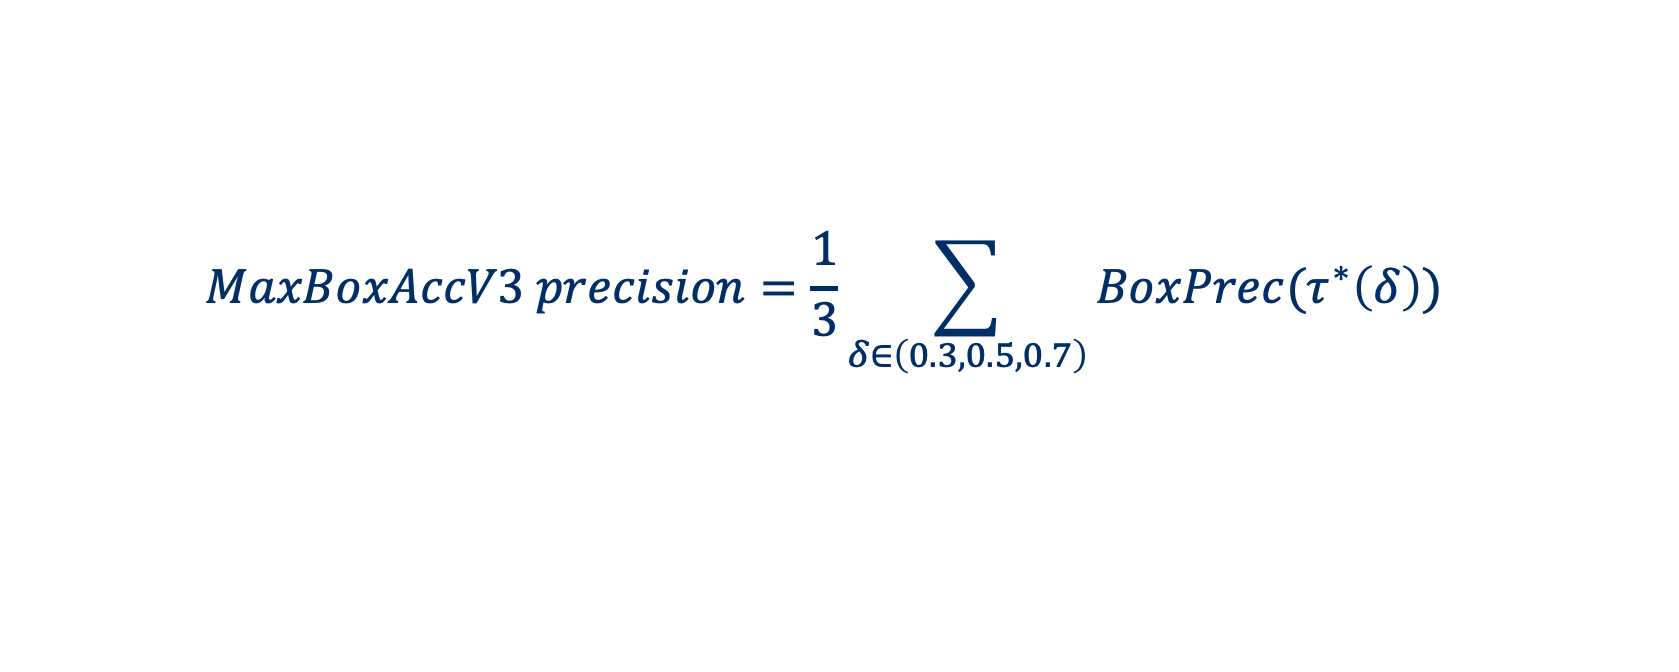 MaxBoxAccV3 precision = 1/3 ∑ δ∈(0.3,0.5,0.7) BoxPrec(τ*(δ))